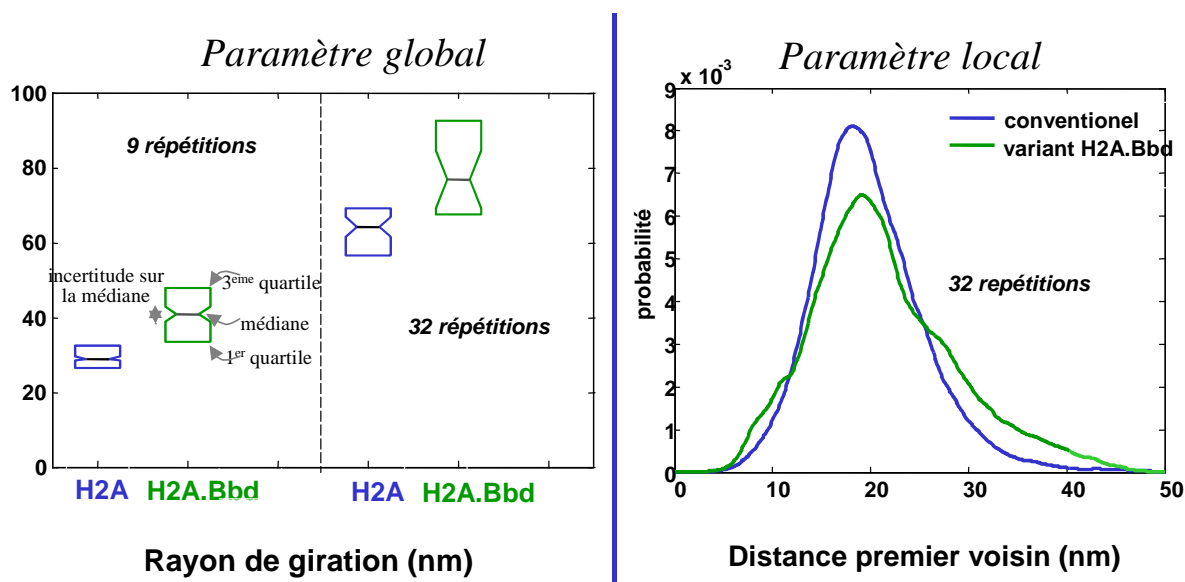 Paramètre global
100
80
60
40
20
0
9 répétitions
incertitude sur
la médiane
3eme quartile
médiane
1er quartile
32 répétitions
H2A
H2A.Bbd
H2A
H2A.Bbd
Rayon de giration (nm)
Paramètre local
x 10-3
9
8
7
6
5
4
3
2
1
0
probabilité
conventionel
variant H2A.Bbd
32 repétitions
0
10
20
30
40
50
Distance premier voisin (nm)